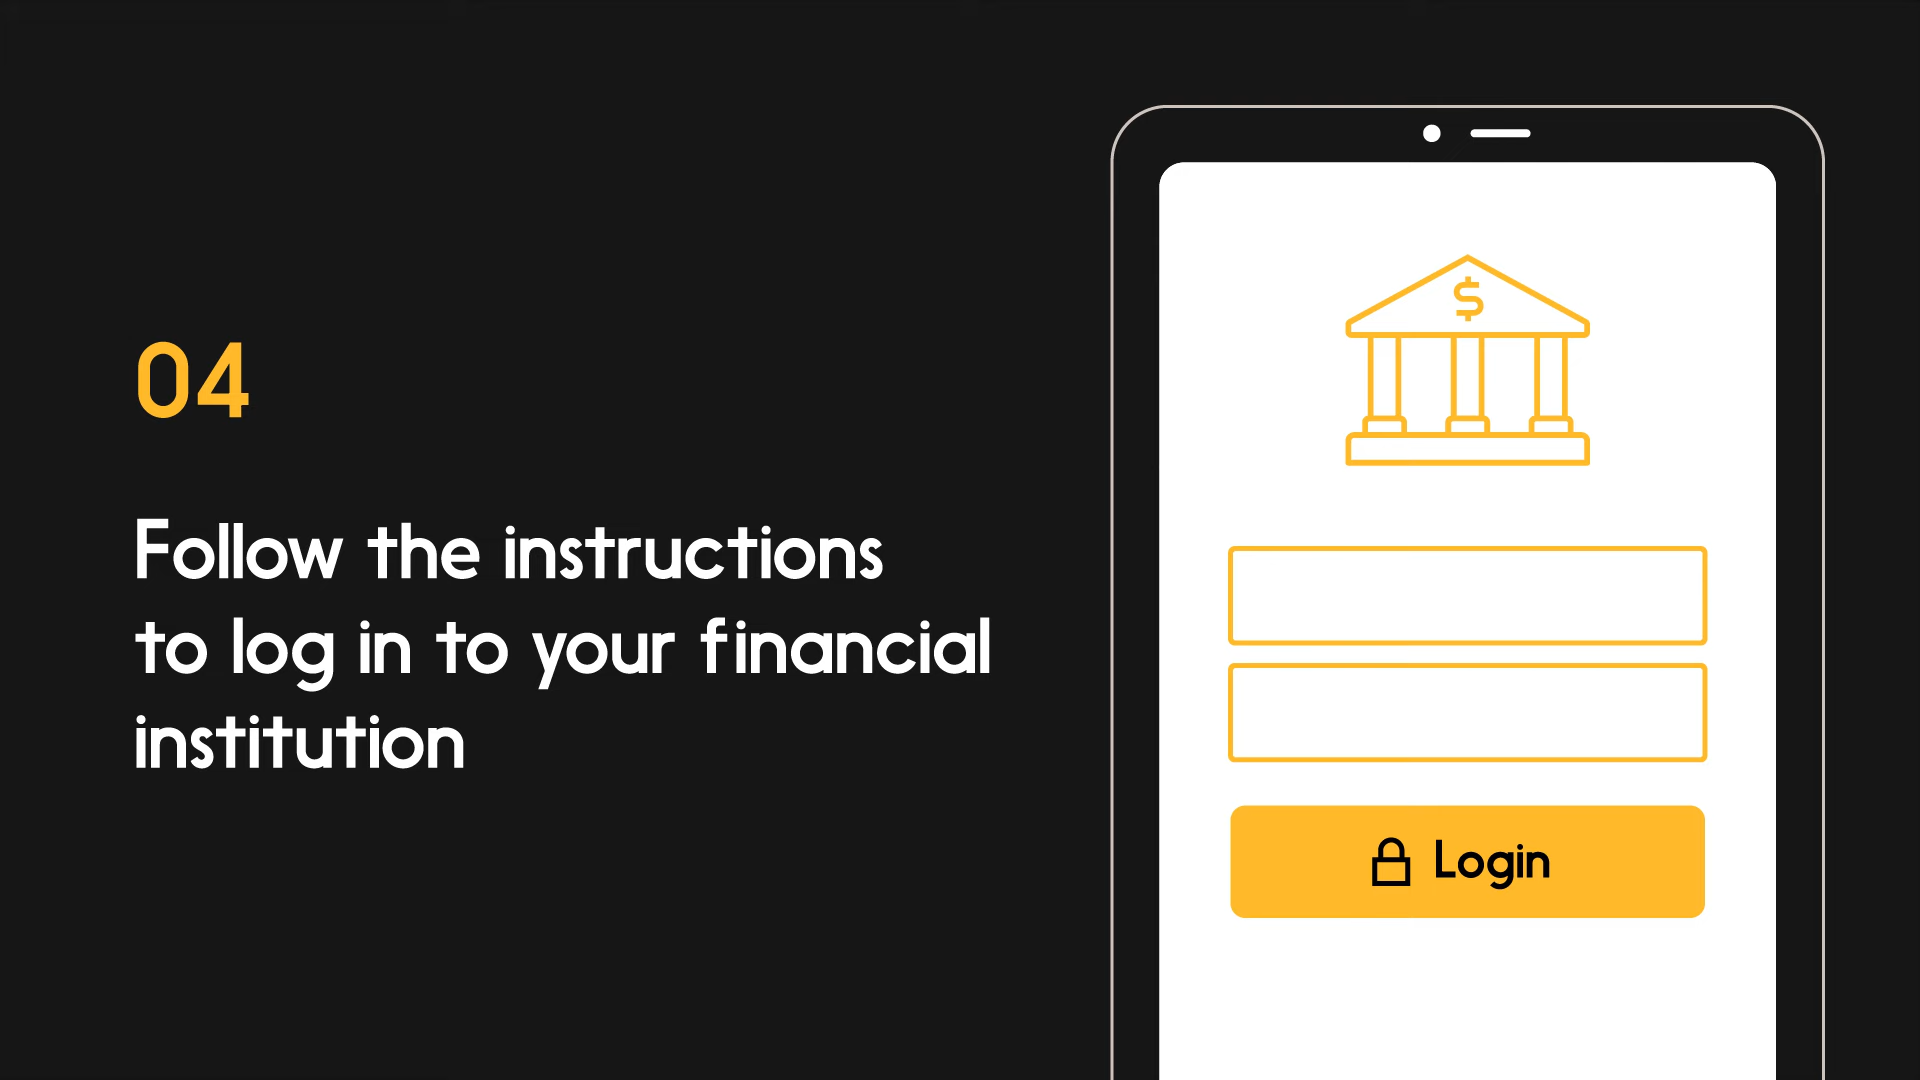 04
Follow the instructions
to log in to your financial
institution
$
Login